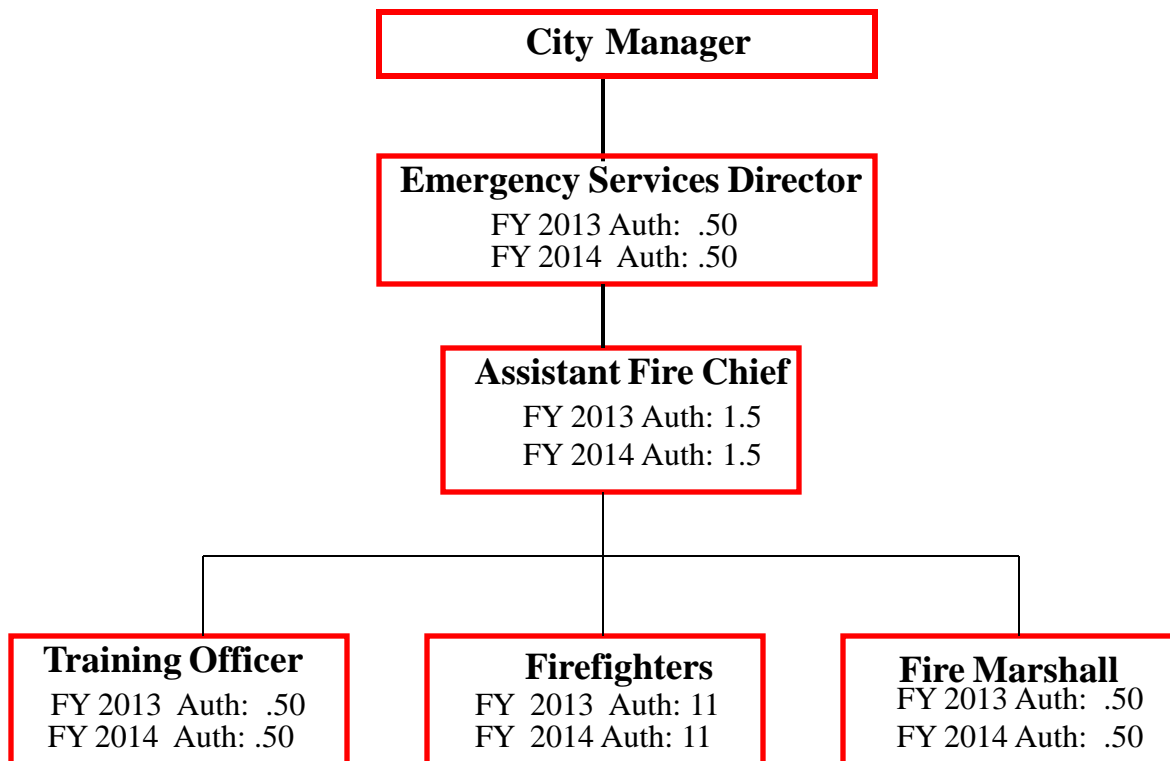 City Manager
Emergency Services Director
FY 2013 Auth: .50
FY 2014 Auth: .50
Assistant Fire Chief
FY 2013 Auth: 1.5
FY 2014 Auth: 1.5
Training Officer
FY 2013 Auth: .50
FY 2014 Auth: .50
Firefighters
FY 2013 Auth: 11
FY 2014 Auth: 11
Fire Marshall
FY 2013 Auth: .50
FY 2014 Auth: .50